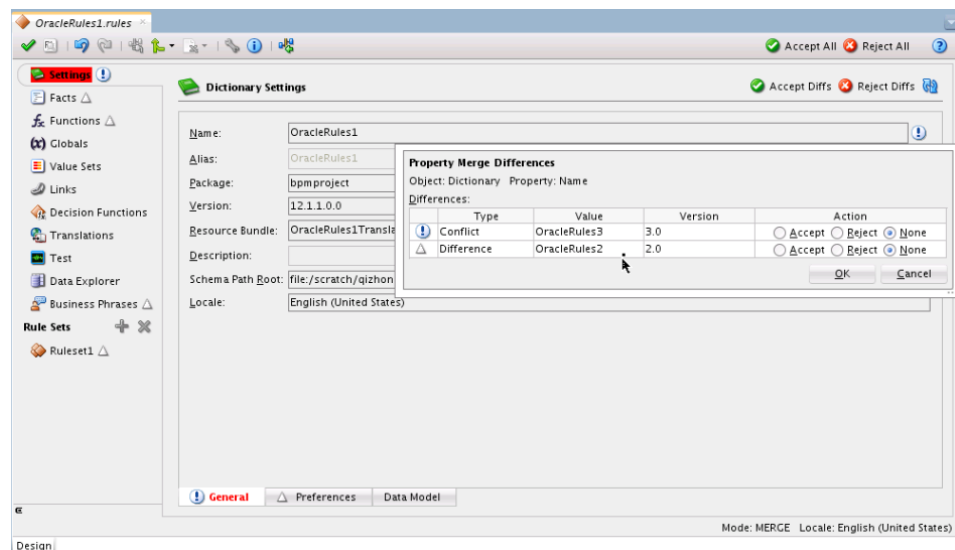 OracleRules1.rules
Accept All Reject All
Settings
Facts
Functions
Globals
Value Sets
Links
Decision Functions
Translations
Test
Data Explorer
Business Phrases
Rule Sets
Ruleset1
Dictionary Settings
Accept Diffs Reject Diffs
Name: OracleRules1
Alias: OracleRules1
Package: bpmproject
Version: 12.1.1.0.0
Resource Bundle: OracleRules1Transla
Description:
Schema Path Root: file:/scratch/qizhon
Locale: English (United States)
Property Merge Differences
Object: Dictionary Property: Name
Differences:
Type Value Version Action
Conflict OracleRules3 3.0 Accept Reject None
Difference OracleRules2 2.0 Accept Reject None
OK Cancel
General Preferences Data Model
Mode: MERGE Locale: English (United States)
Design